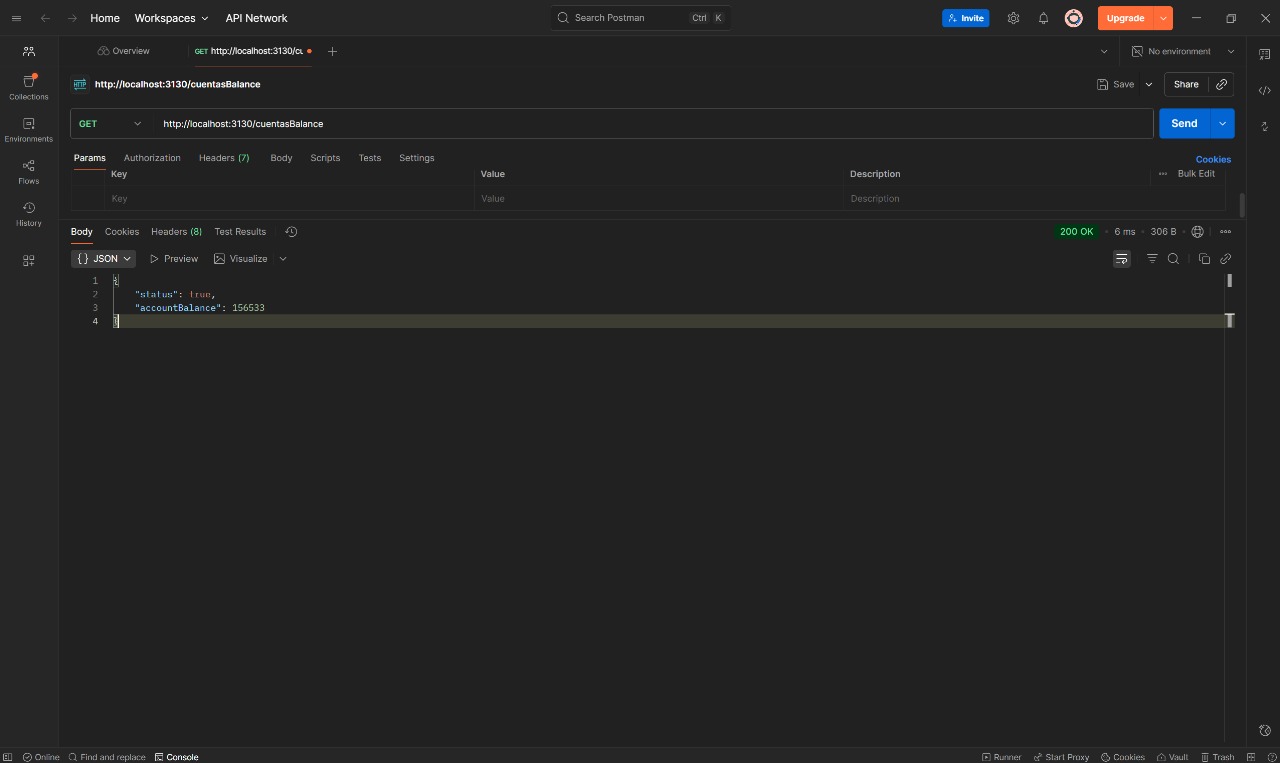 Home Workspaces API Network Search Postman Ctrl K Invite Upgrade
Overview GET http://localhost:3130/cu No environment
Collections
Environments
Flows
History
HTTP http://localhost:3130/cuentasBalance Save Share
GET http://localhost:3130/cuentasBalance Send
Params Authorization Headers (7) Body Scripts Tests Settings Cookies
Key Value Description ••• Bulk Edit
Key Value Description
Body Cookies Headers (8) Test Results 200 OK • 6 ms • 306 B •
{ } JSON Preview Visualize
1 {
2 "status": true,
3 "accountBalance": 156533
4 }
Online Find and replace Console Runner Start Proxy Cookies Vault Trash